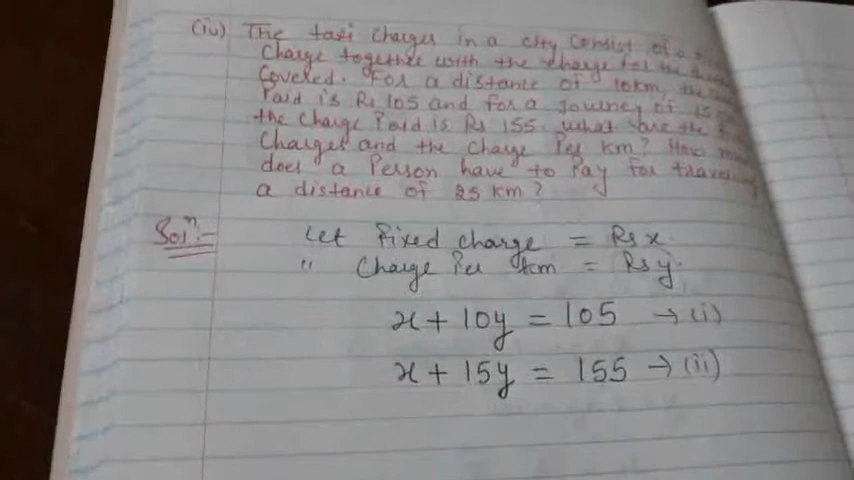 (iv) The taxi charges in a city consist of a
charge together with the charge for the
Covered. For a distance of 10km, the
Paid is Rs 105 and for a Journey of 15
the charge Paid is Rs 155. what are the
charges and the charge Per km? How
does a Person have to Pay for travelling
a distance of 25 km?
Solⁿ:- Let fixed charge = Rs x.
" Charge Per km = Rs y.
x + 10y = 105 → (i)
x + 15y = 155 → (ii)